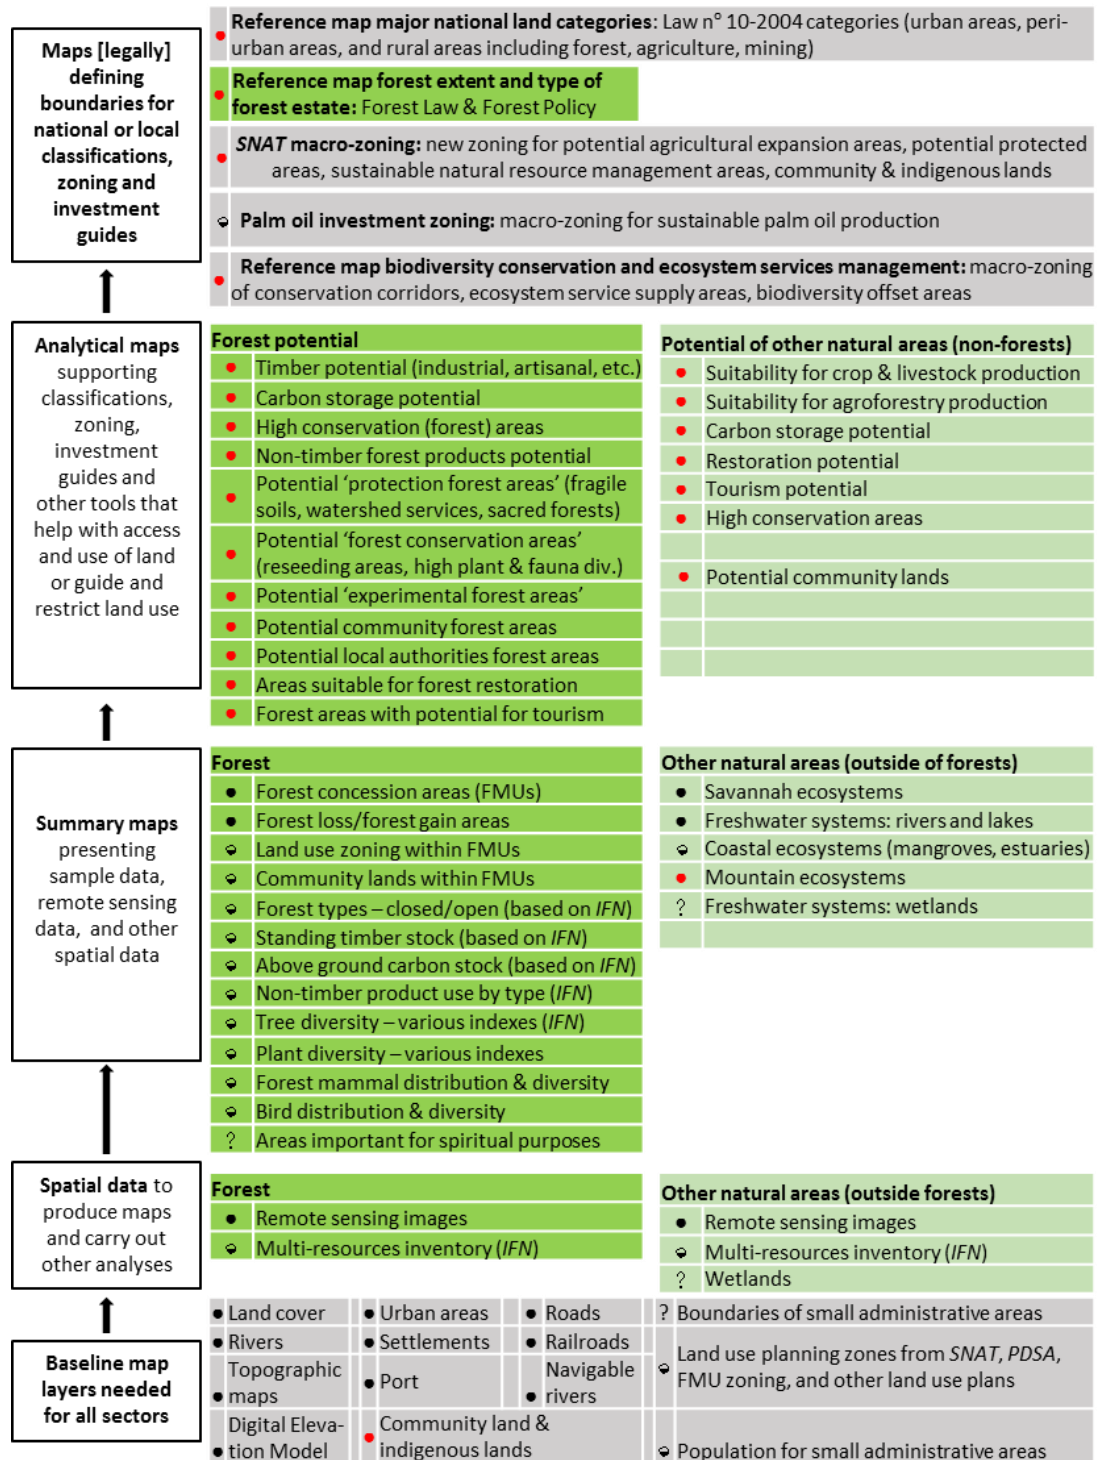 Maps [legally]
defining
boundaries for
national or local
classifications,
zoning and
investment
guides
Reference map major national land categories: Law n° 10-2004 categories (urban areas, peri-
urban areas, and rural areas including forest, agriculture, mining)
Reference map forest extent and type of
forest estate: Forest Law & Forest Policy
SNAT macro-zoning: new zoning for potential agricultural expansion areas, potential protected
areas, sustainable natural resource management areas, community & indigenous lands
Palm oil investment zoning: macro-zoning for sustainable palm oil production
Reference map biodiversity conservation and ecosystem services management: macro-zoning
of conservation corridors, ecosystem service supply areas, biodiversity offset areas
Analytical maps
supporting
classifications,
zoning,
investment
guides and
other tools that
help with access
and use of land
or guide and
restrict land use
Forest potential
Timber potential (industrial, artisanal, etc.)
Carbon storage potential
High conservation (forest) areas
Non-timber forest products potential
Potential ‘protection forest areas’ (fragile
soils, watershed services, sacred forests)
Potential ‘forest conservation areas’
(reseeding areas, high plant & fauna div.)
Potential ‘experimental forest areas’
Potential community forest areas
Potential local authorities forest areas
Areas suitable for forest restoration
Forest areas with potential for tourism
Potential of other natural areas (non-forests)
Suitability for crop & livestock production
Suitability for agroforestry production
Carbon storage potential
Restoration potential
Tourism potential
High conservation areas
Potential community lands
Summary maps
presenting
sample data,
remote sensing
data, and other
spatial data
Forest
Forest concession areas (FMUs)
Forest loss/forest gain areas
Land use zoning within FMUs
Community lands within FMUs
Forest types – closed/open (based on IFN)
Standing timber stock (based on IFN)
Above ground carbon stock (based on IFN)
Non-timber product use by type (IFN)
Tree diversity – various indexes (IFN)
Plant diversity – various indexes
Forest mammal distribution & diversity
Bird distribution & diversity
? Areas important for spiritual purposes
Other natural areas (outside of forests)
Savannah ecosystems
Freshwater systems: rivers and lakes
Coastal ecosystems (mangroves, estuaries)
Mountain ecosystems
? Freshwater systems: wetlands
Spatial data to
produce maps
and carry out
other analyses
Forest
Remote sensing images
Multi-resources inventory (IFN)
Other natural areas (outside forests)
Remote sensing images
Multi-resources inventory (IFN)
? Wetlands
Baseline map
layers needed
for all sectors
Land cover
Rivers
Topographic
maps
Digital Eleva-
tion Model
Urban areas
Settlements
Port
Community land &
indigenous lands
Roads
Railroads
Navigable
rivers
? Boundaries of small administrative areas
Land use planning zones from SNAT, PDSA,
FMU zoning, and other land use plans
Population for small administrative areas